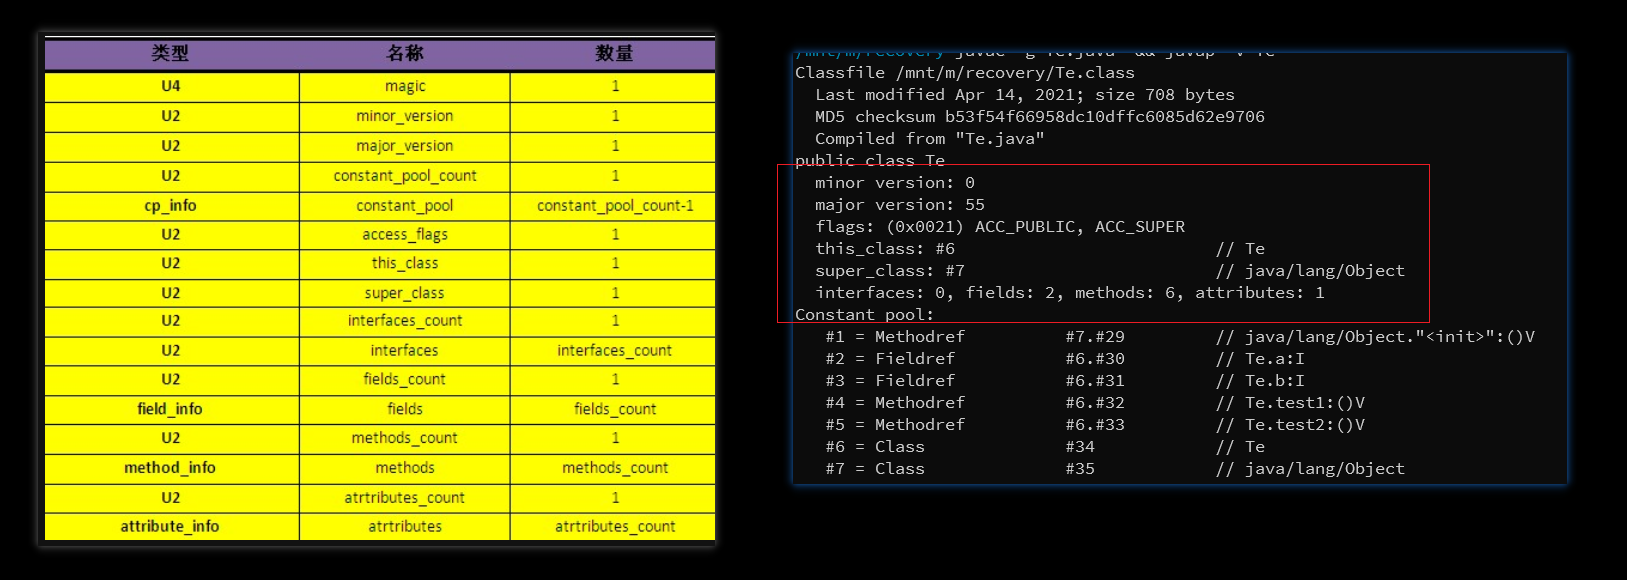 类型 名称 数量
U4 magic 1
U2 minor_version 1
U2 major_version 1
U2 constant_pool_count 1
cp_info constant_pool constant_pool_count-1
U2 access_flags 1
U2 this_class 1
U2 super_class 1
U2 interfaces_count 1
U2 interfaces interfaces_count
U2 fields_count 1
field_info fields fields_count
U2 methods_count 1
method_info methods methods_count
U2 atrtributes_count 1
attribute_info atrtributes atrtributes_count
/mnt/m/recovery javac -g Te.java && javap -v Te
Classfile /mnt/m/recovery/Te.class
Last modified Apr 14, 2021; size 708 bytes
MD5 checksum b53f54f66958dc10dffc6085d62e9706
Compiled from "Te.java"
public class Te
minor version: 0
major version: 55
flags: (0x0021) ACC_PUBLIC, ACC_SUPER
this_class: #6 // Te
super_class: #7 // java/lang/Object
interfaces: 0, fields: 2, methods: 6, attributes: 1
Constant pool:
#1 = Methodref #7.#29 // java/lang/Object."<init>":()V
#2 = Fieldref #6.#30 // Te.a:I
#3 = Fieldref #6.#31 // Te.b:I
#4 = Methodref #6.#32 // Te.test1:()V
#5 = Methodref #6.#33 // Te.test2:()V
#6 = Class #34 // Te
#7 = Class #35 // java/lang/Object